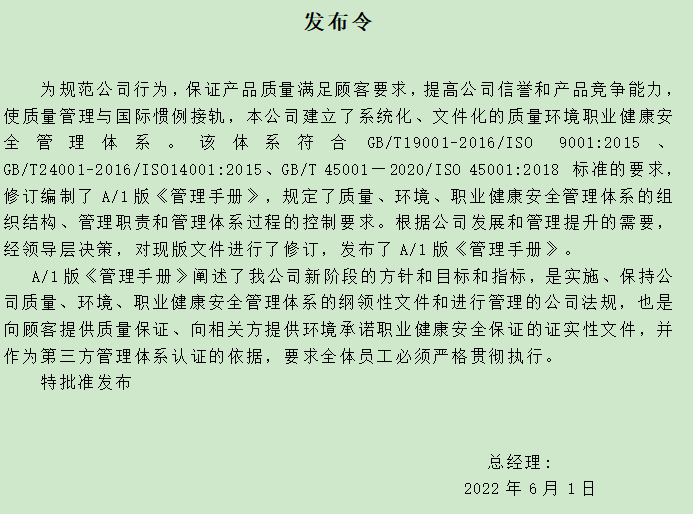 发布令
为规范公司行为，保证产品质量满足顾客要求，提高公司信誉和产品竞争能力，
使质量管理与国际惯例接轨，本公司建立了系统化、文件化的质量环境职业健康安
全管理体系。该体系符合GB/T19001-2016/ISO 9001:2015、
GB/T24001-2016/ISO14001:2015、GB/T 45001－2020/ISO 45001:2018 标准的要求，
修订编制了 A/1 版《管理手册》，规定了质量、环境、职业健康安全管理体系的组
织结构、管理职责和管理体系过程的控制要求。根据公司发展和管理提升的需要，
经领导层决策，对现版文件进行了修订，发布了 A/1 版《管理手册》。
A/1 版《管理手册》阐述了我公司新阶段的方针和目标和指标，是实施、保持公
司质量、环境、职业健康安全管理体系的纲领性文件和进行管理的公司法规，也是
向顾客提供质量保证、向相关方提供环境承诺职业健康安全保证的证实性文件，并
作为第三方管理体系认证的依据，要求全体员工必须严格贯彻执行。
特批准发布
总经理：
2022 年 6 月 1 日